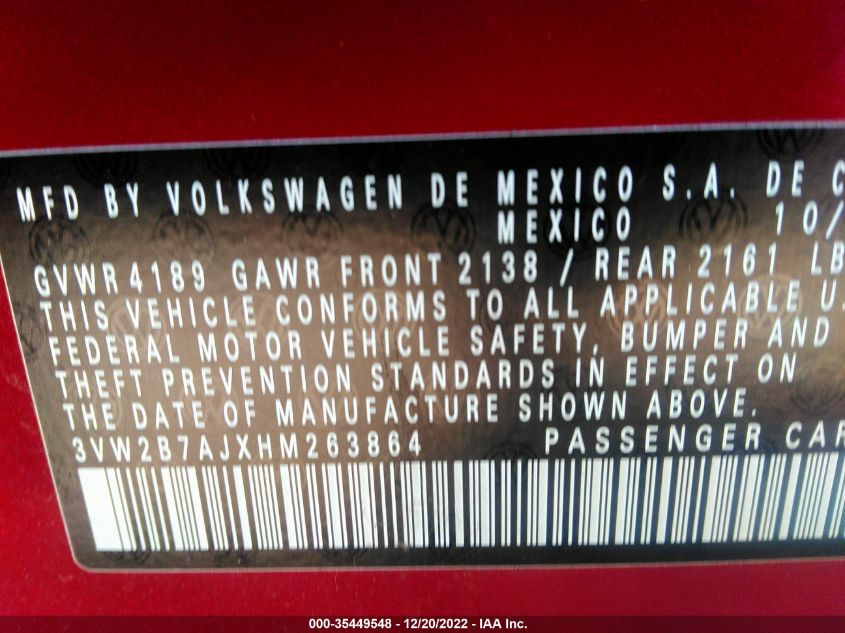 MFD BY VOLKSWAGEN DE MEXICO S.A. DE C
MEXICO 10/
GVWR 4189 GAWR FRONT 2138 / REAR 2161 LB
THIS VEHICLE CONFORMS TO ALL APPLICABLE U.
FEDERAL MOTOR VEHICLE SAFETY, BUMPER AND
THEFT PREVENTION STANDARDS IN EFFECT ON
THE DATE OF MANUFACTURE SHOWN ABOVE.
3VW2B7AJXHM263864 PASSENGER CAR
000-35449548 - 12/20/2022 - IAA Inc.